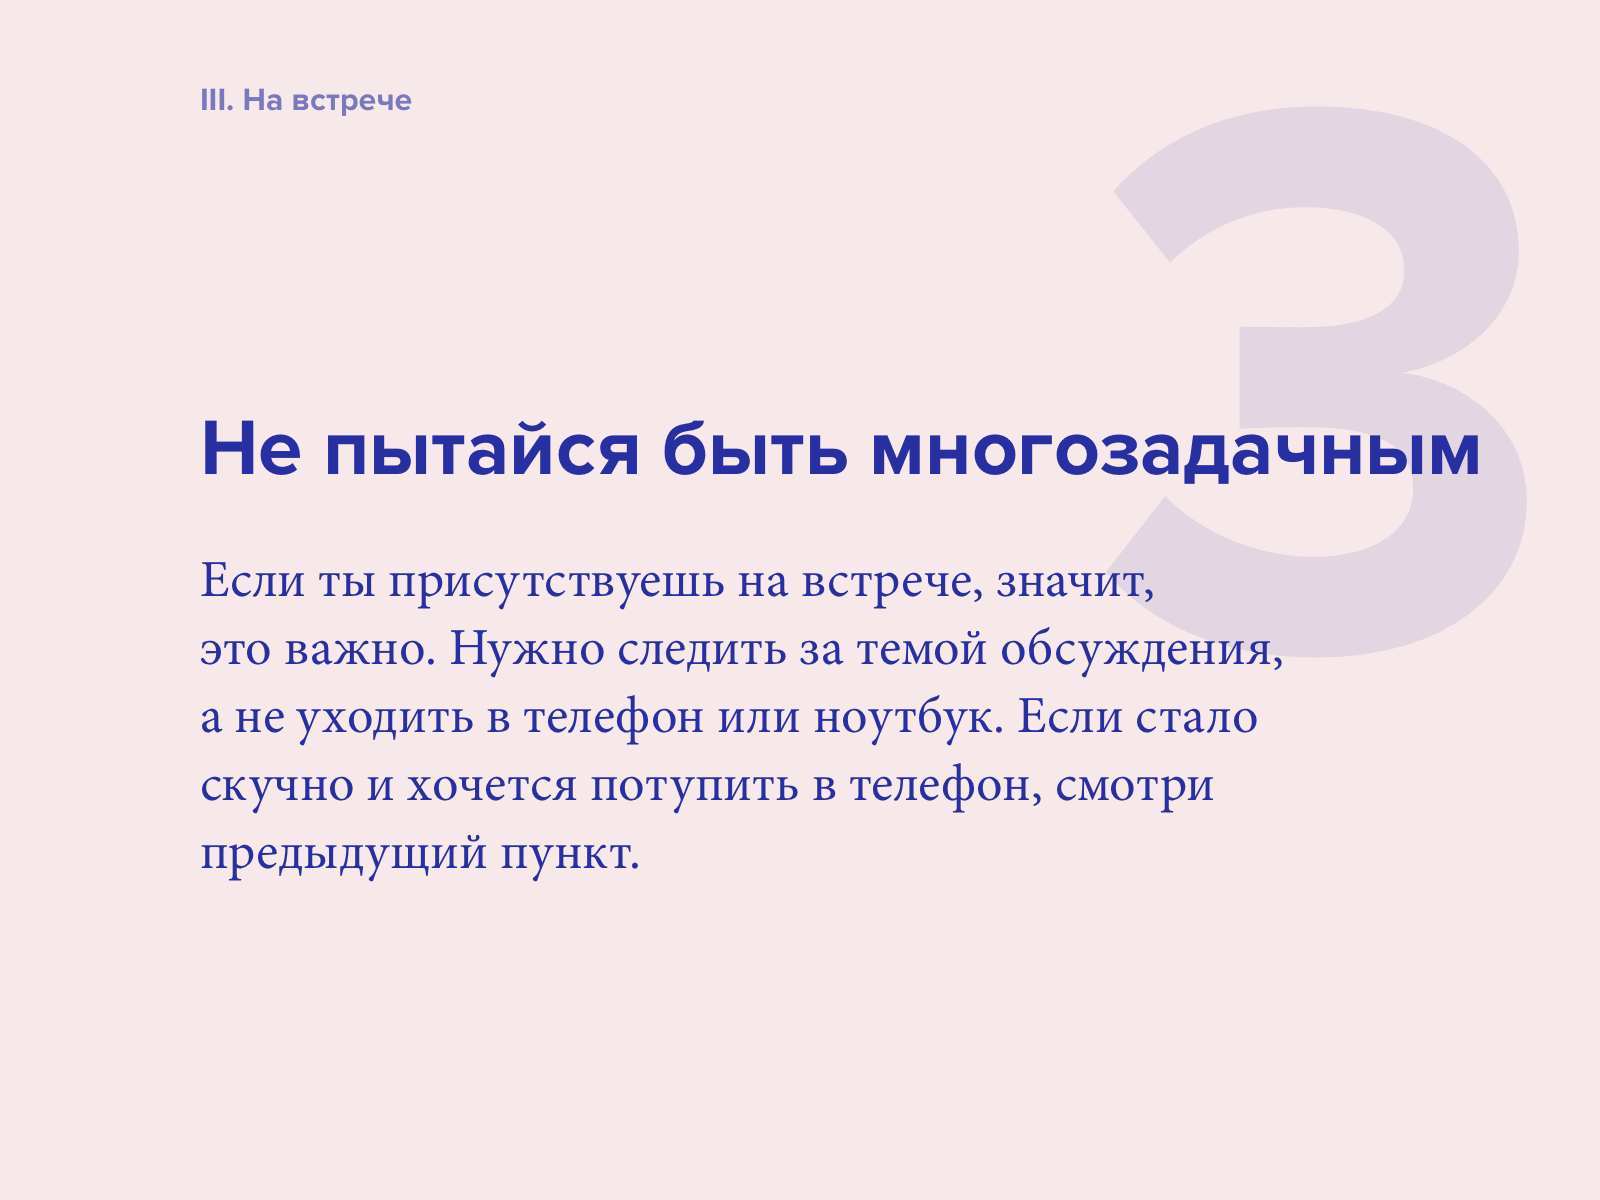 III. На встрече
3
Не пытайся быть многозадачным
Если ты присутствуешь на встрече, значит,
это важно. Нужно следить за темой обсуждения,
а не уходить в телефон или ноутбук. Если стало
скучно и хочется потупить в телефон, смотри
предыдущий пункт.